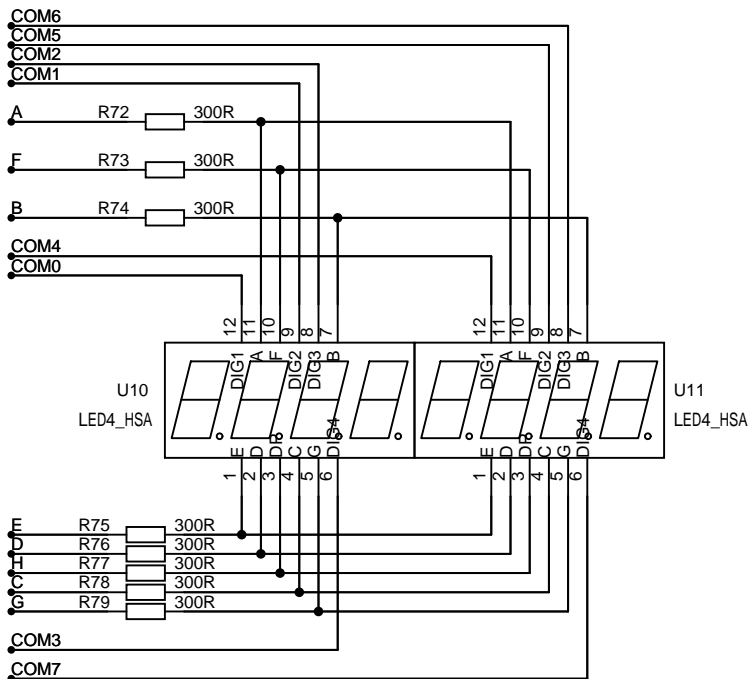 COM6
COM5
COM2
COM1
A R72 300R
F R73 300R
B R74 300R
COM4
COM0
12 11 10 9 8 7 12 11 10 9 8 7
DIG1 A F DIG2 DIG3 B DIG1 A F DIG2 DIG3 B
U10 U11
LED4_HSA LED4_HSA
E D DP C G DIG4 E D DP C G DIG4
1 2 3 4 5 6 1 2 3 4 5 6
E R75 300R
D R76 300R
H R77 300R
C R78 300R
G R79 300R
COM3
COM7